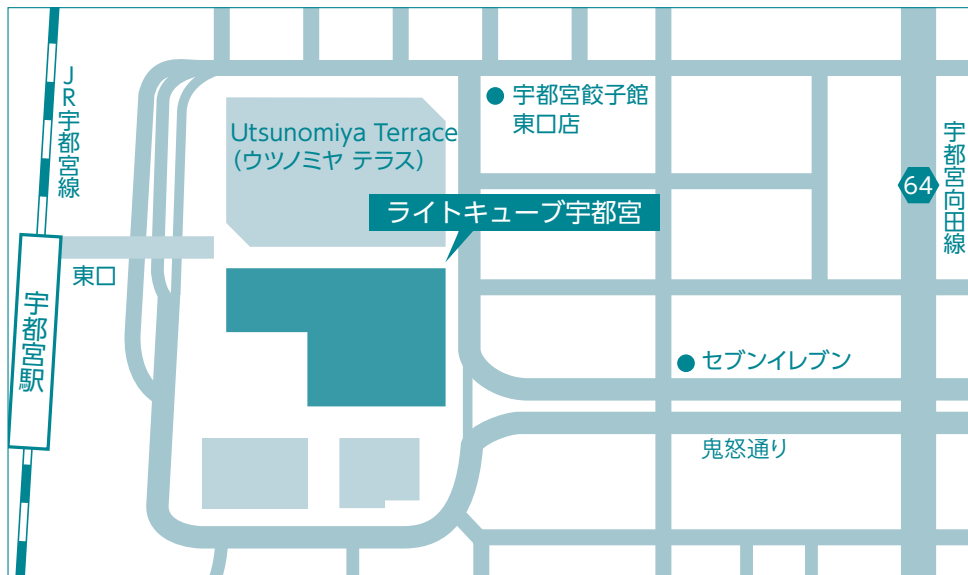 JR宇都宮線
宇都宮餃子館
東口店
Utsunomiya Terrace
（ウツノミヤ テラス）
宇都宮向田線
64
ライトキューブ宇都宮
東口
宇都宮駅
セブンイレブン
鬼怒通り